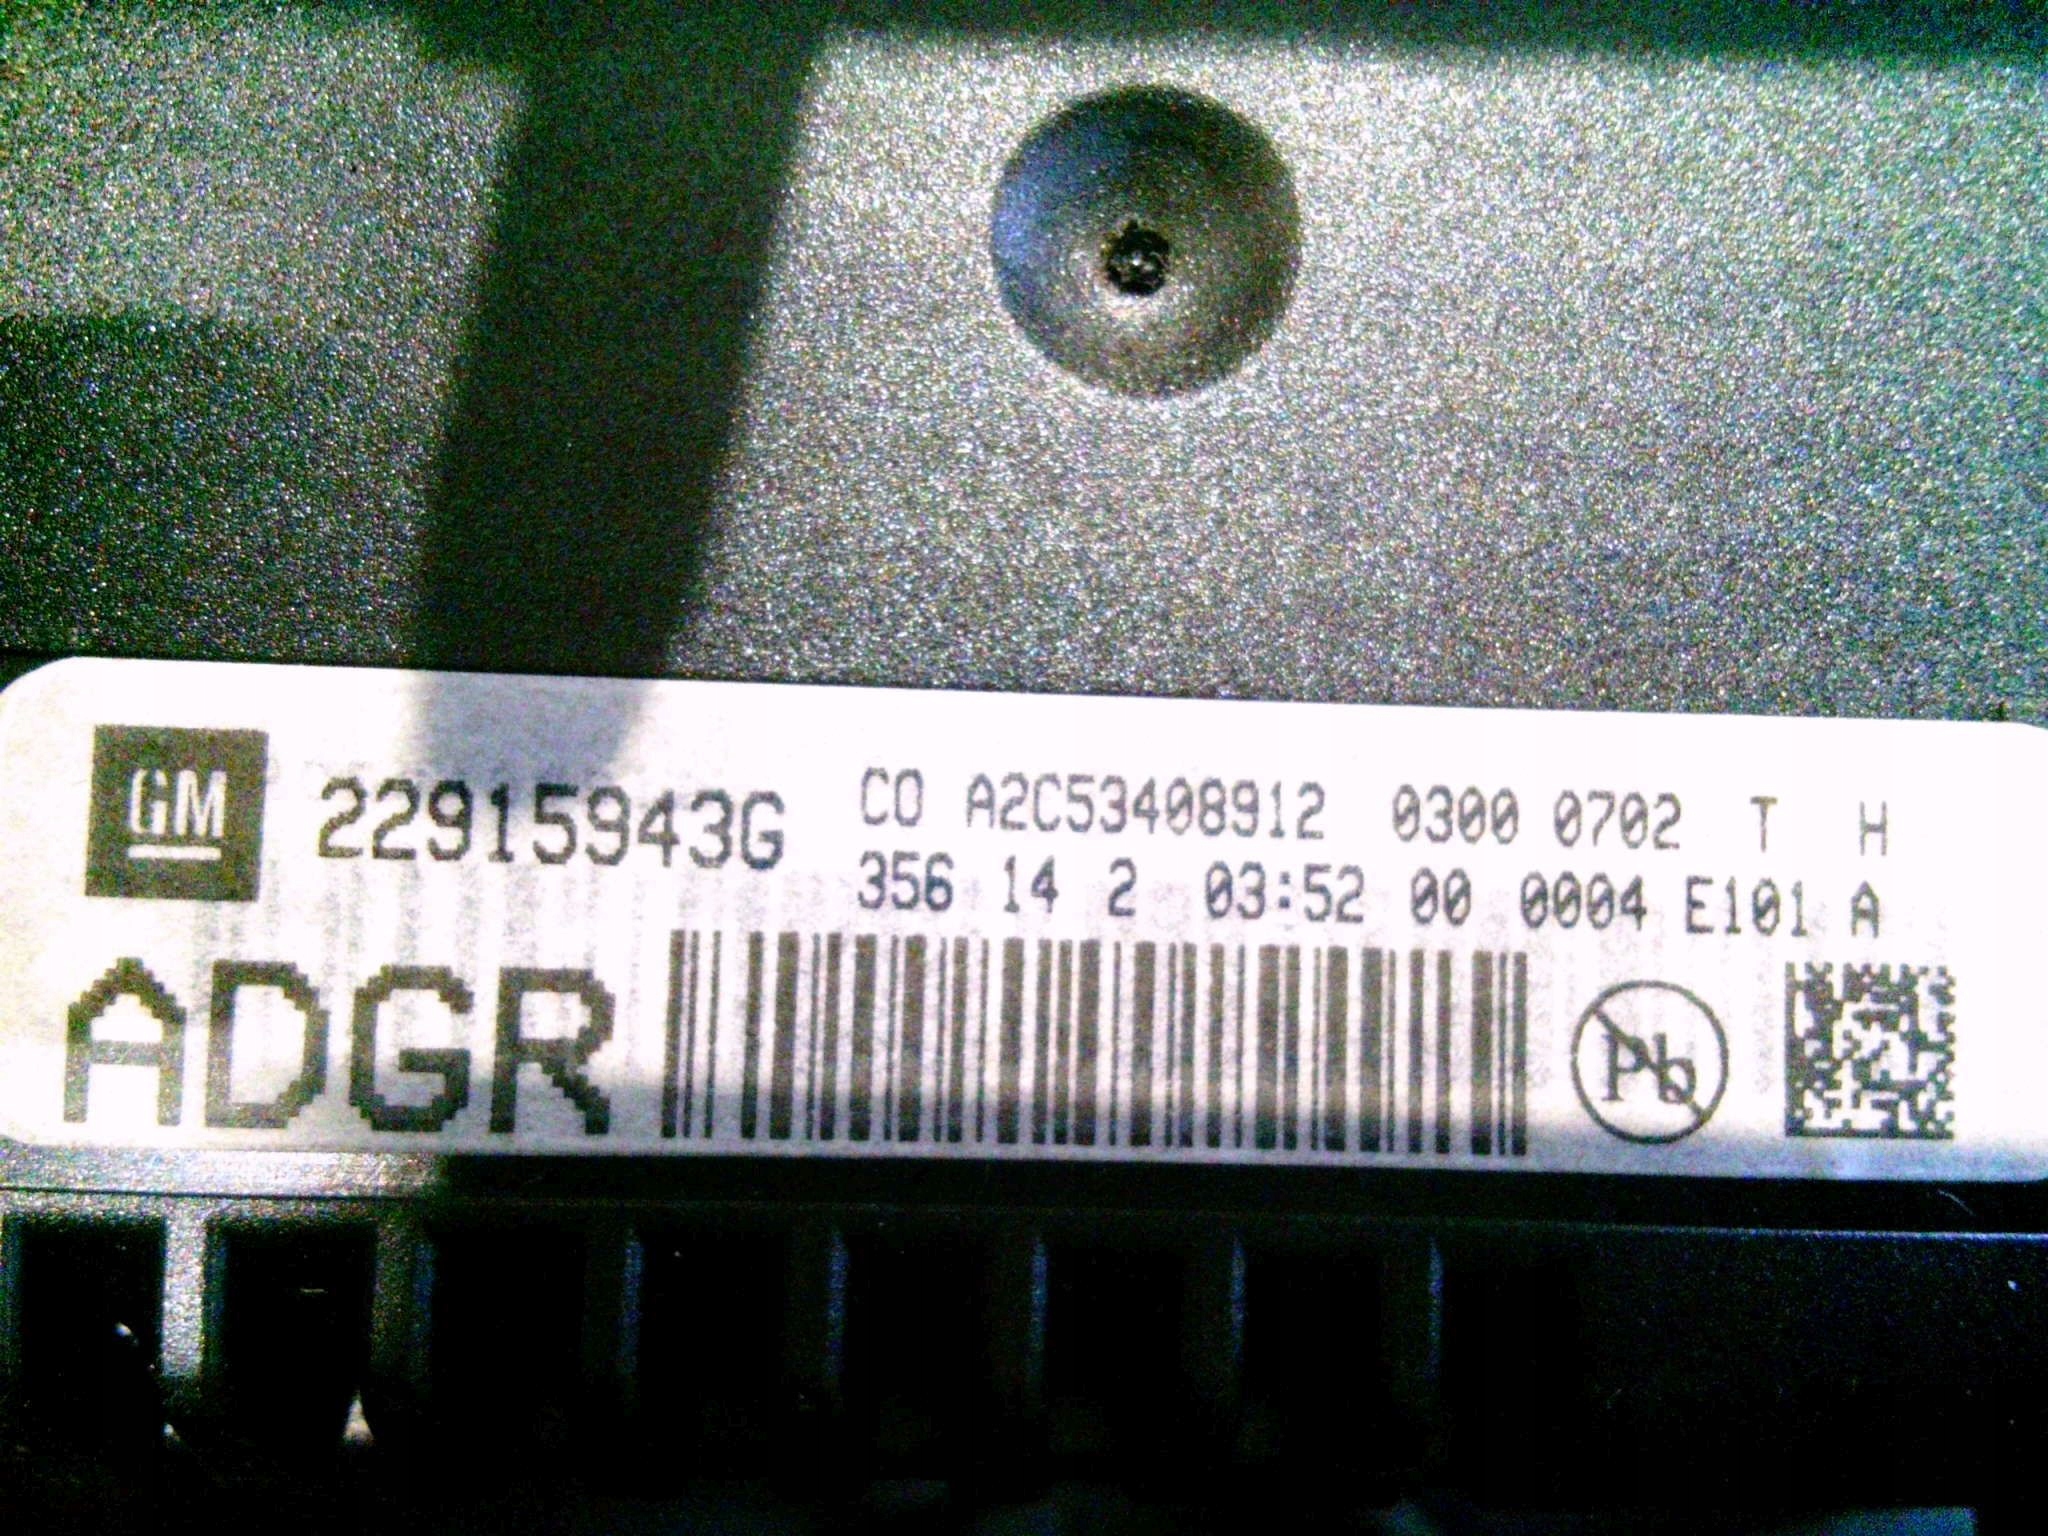 GM
22915943G
CO A2C53408912 0300 0702 T H
356 14 2 03:52 00 0004 E101 A
ADGR
Pb